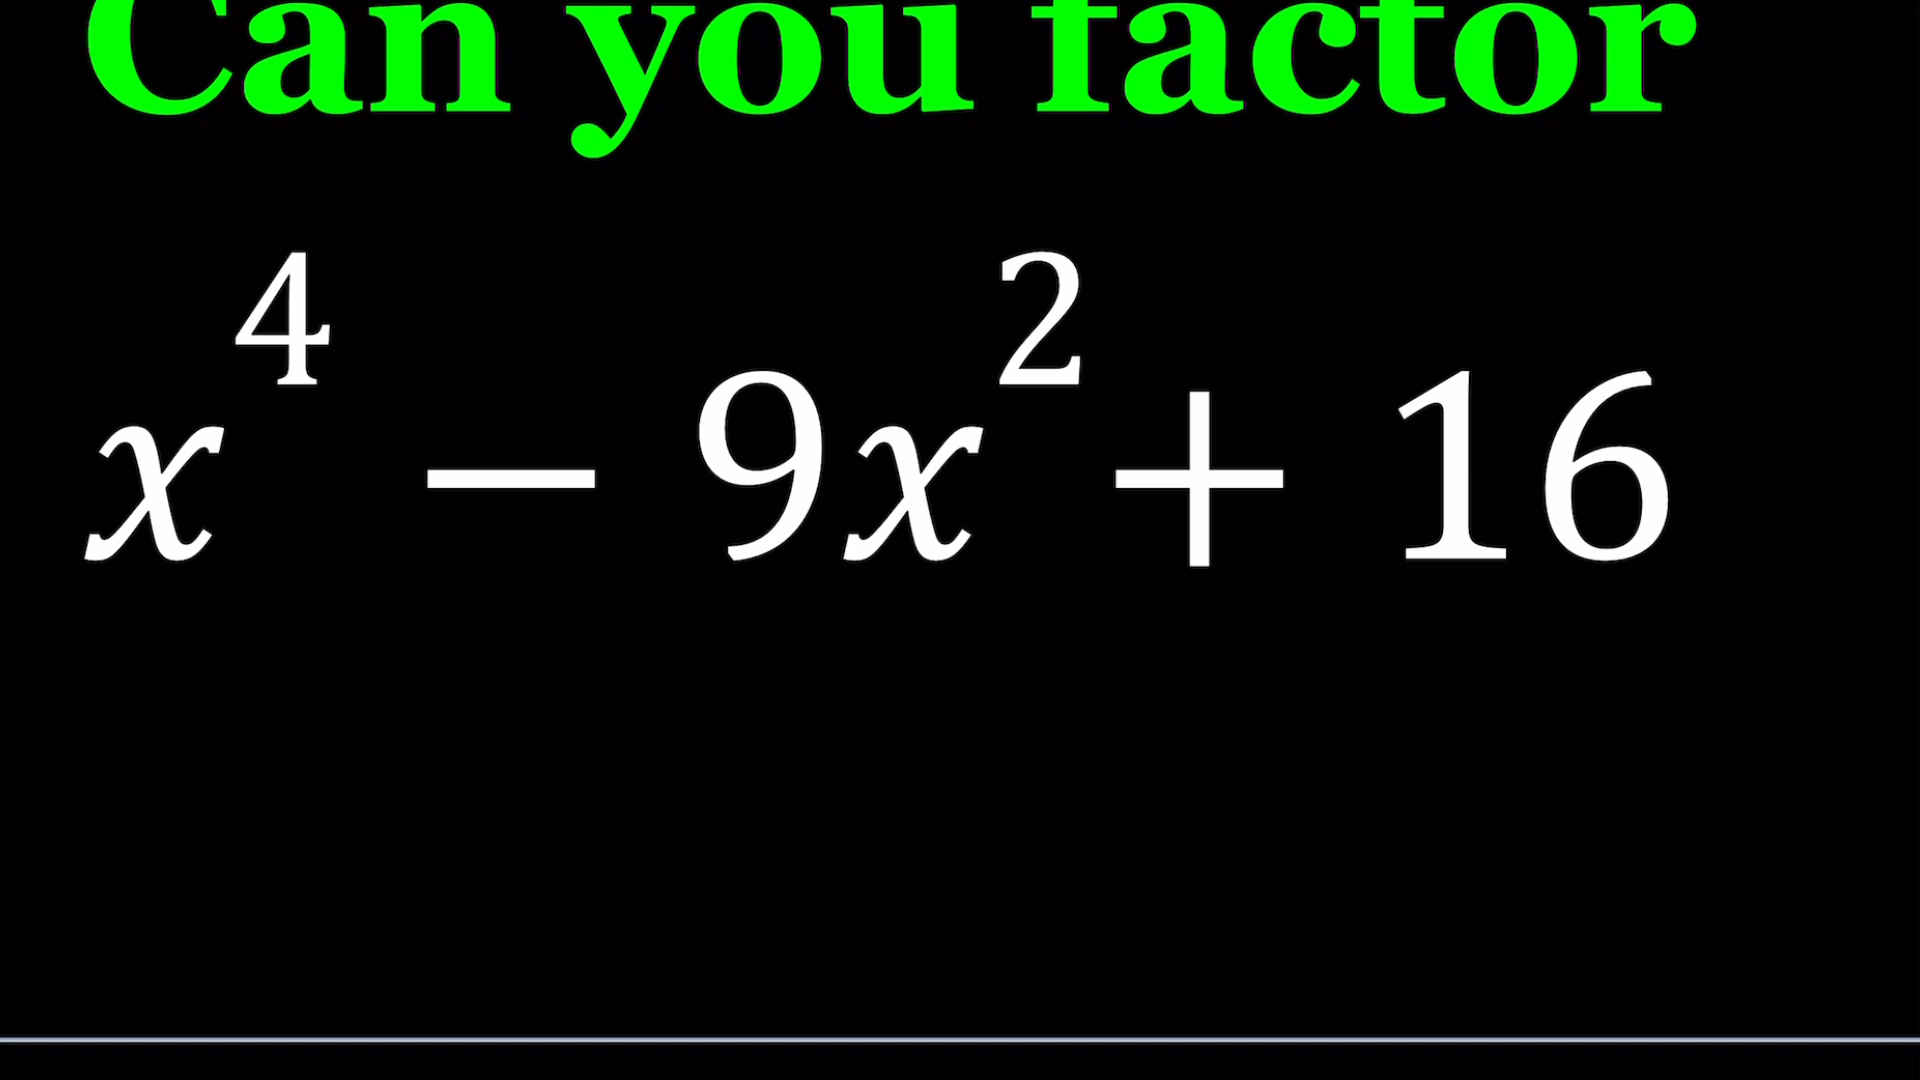 Can you factor
x⁴ − 9x² + 16